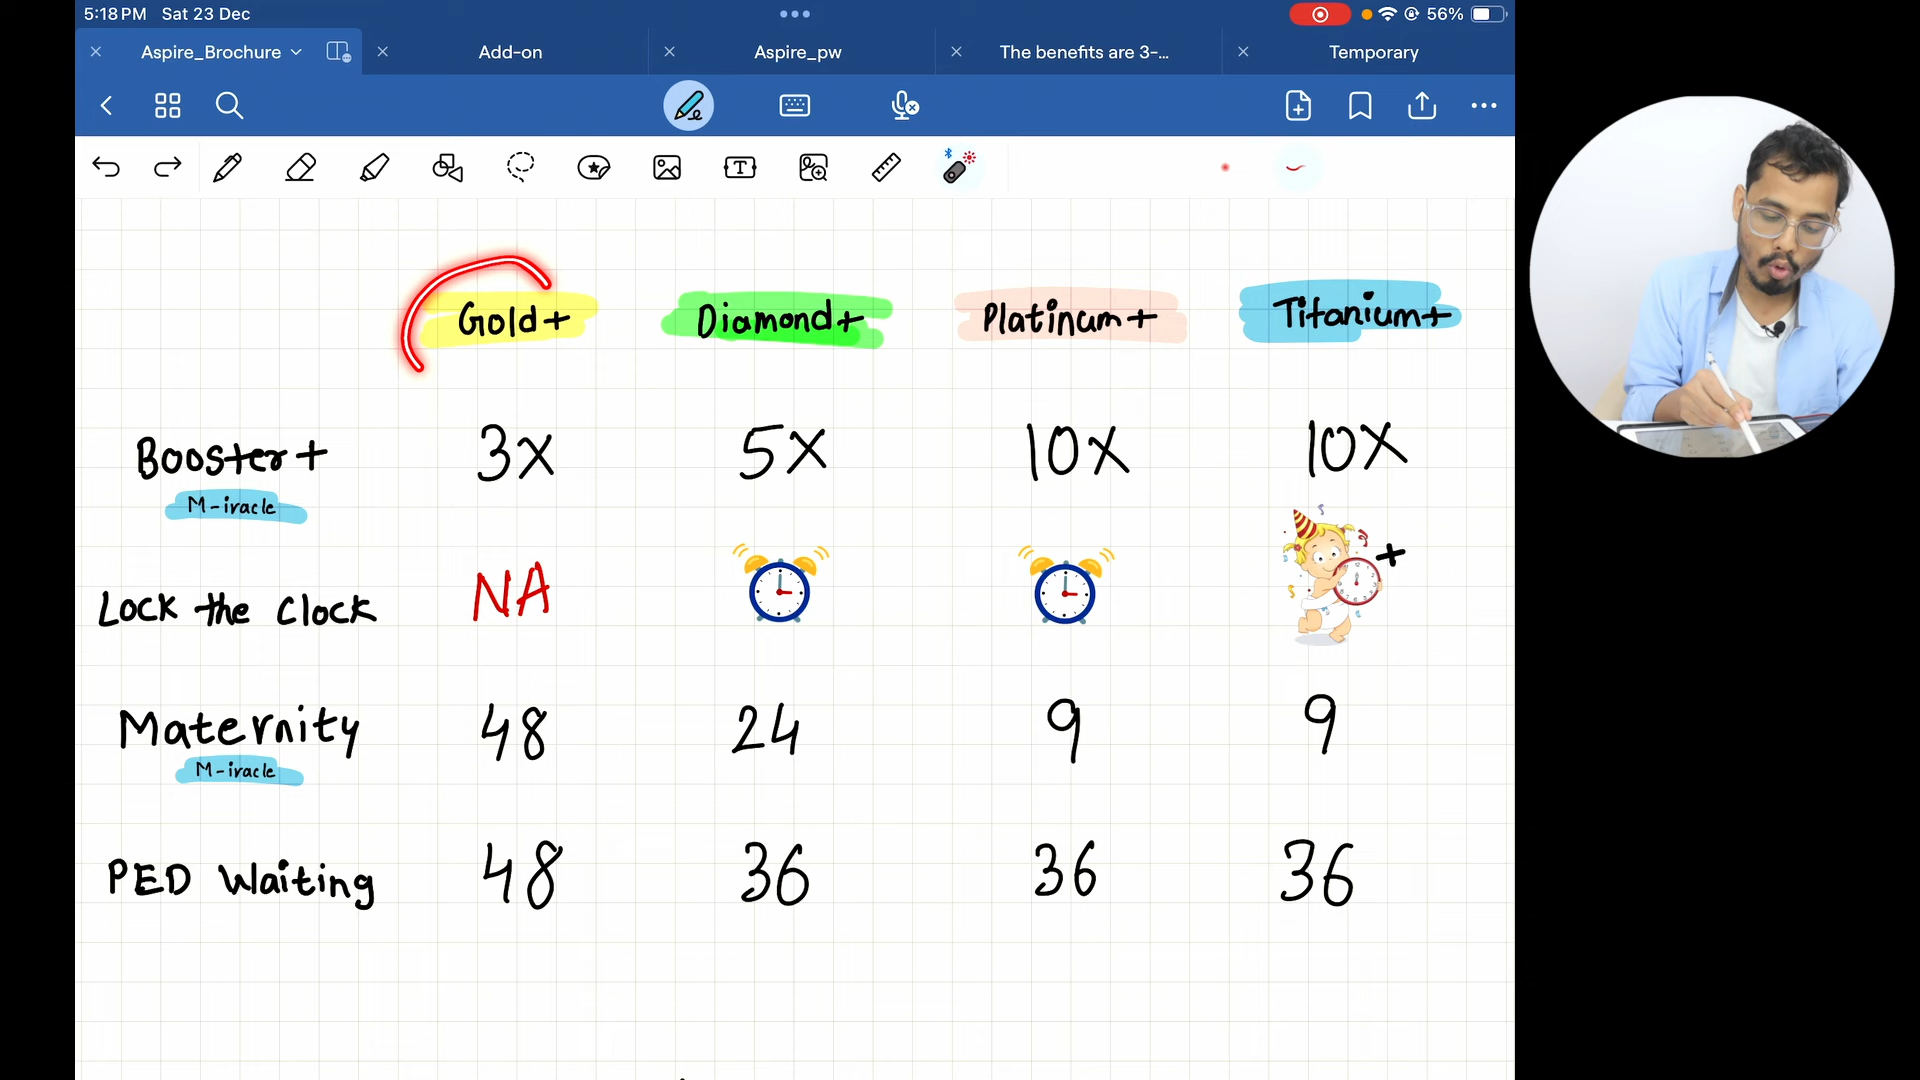 5:18 PM Sat 23 Dec 56%
Aspire_Brochure Add-on Aspire_pw The benefits are 3-... Temporary
Gold+ Diamond+ Platinum+ Titanium+
Booster+ 3X 5X 10X 10X
M-iracle
Lock the Clock NA +
Maternity 48 24 9 9
M-iracle
PED Waiting 48 36 36 36